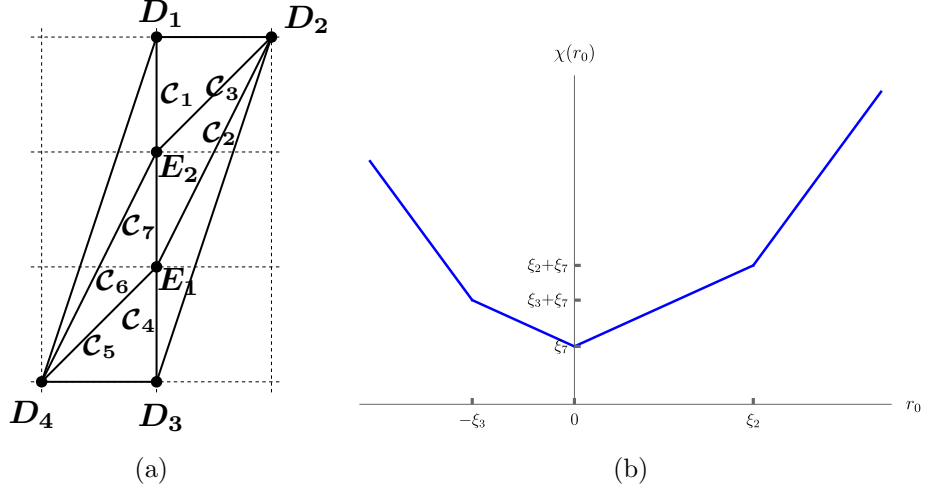 D₁
D₂
C₁
C₃
C₂
E₂
C₇
C₆
E₁
C₄
C₅
D₄
D₃
(a)
χ(r₀)
ξ₂+ξ₇
ξ₃+ξ₇
ξ₇
−ξ₃
0
ξ₂
r₀
(b)